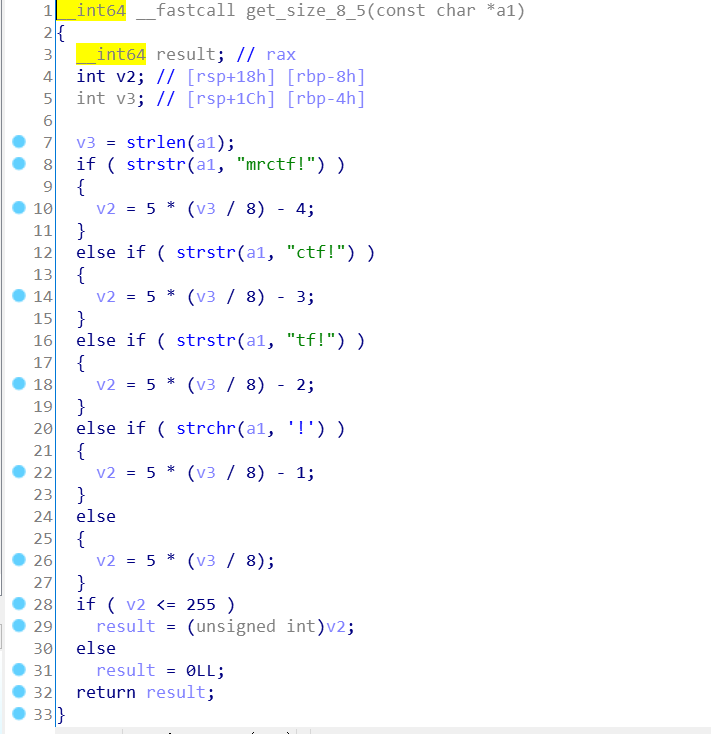 1 __int64 __fastcall get_size_8_5(const char *a1)
2 {
3   __int64 result; // rax
4   int v2; // [rsp+18h] [rbp-8h]
5   int v3; // [rsp+1Ch] [rbp-4h]
6
7   v3 = strlen(a1);
8   if ( strstr(a1, "mrctf!") )
9   {
10     v2 = 5 * (v3 / 8) - 4;
11   }
12   else if ( strstr(a1, "ctf!") )
13   {
14     v2 = 5 * (v3 / 8) - 3;
15   }
16   else if ( strstr(a1, "tf!") )
17   {
18     v2 = 5 * (v3 / 8) - 2;
19   }
20   else if ( strchr(a1, '!') )
21   {
22     v2 = 5 * (v3 / 8) - 1;
23   }
24   else
25   {
26     v2 = 5 * (v3 / 8);
27   }
28   if ( v2 <= 255 )
29     result = (unsigned int)v2;
30   else
31     result = 0LL;
32   return result;
33 }